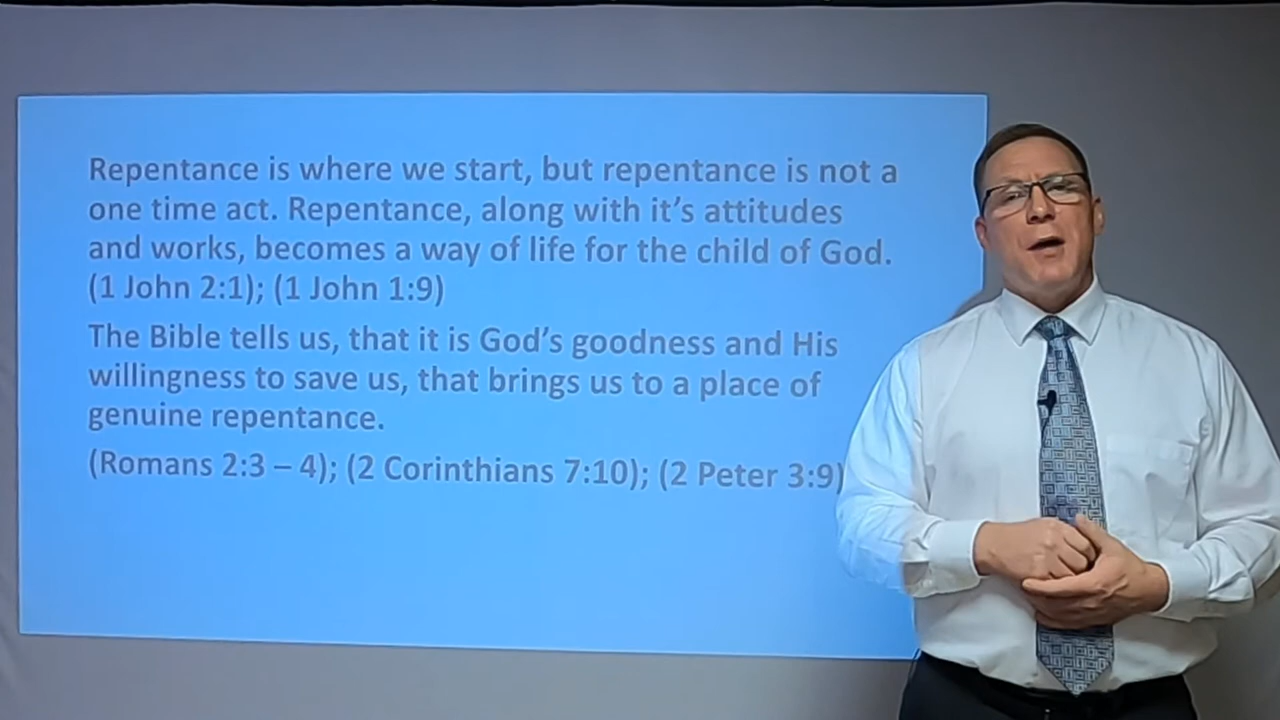 Repentance is where we start, but repentance is not a
one time act. Repentance, along with it’s attitudes
and works, becomes a way of life for the child of God.
(1 John 2:1); (1 John 1:9)
The Bible tells us, that it is God’s goodness and His
willingness to save us, that brings us to a place of
genuine repentance.
(Romans 2:3 – 4); (2 Corinthians 7:10); (2 Peter 3:9)